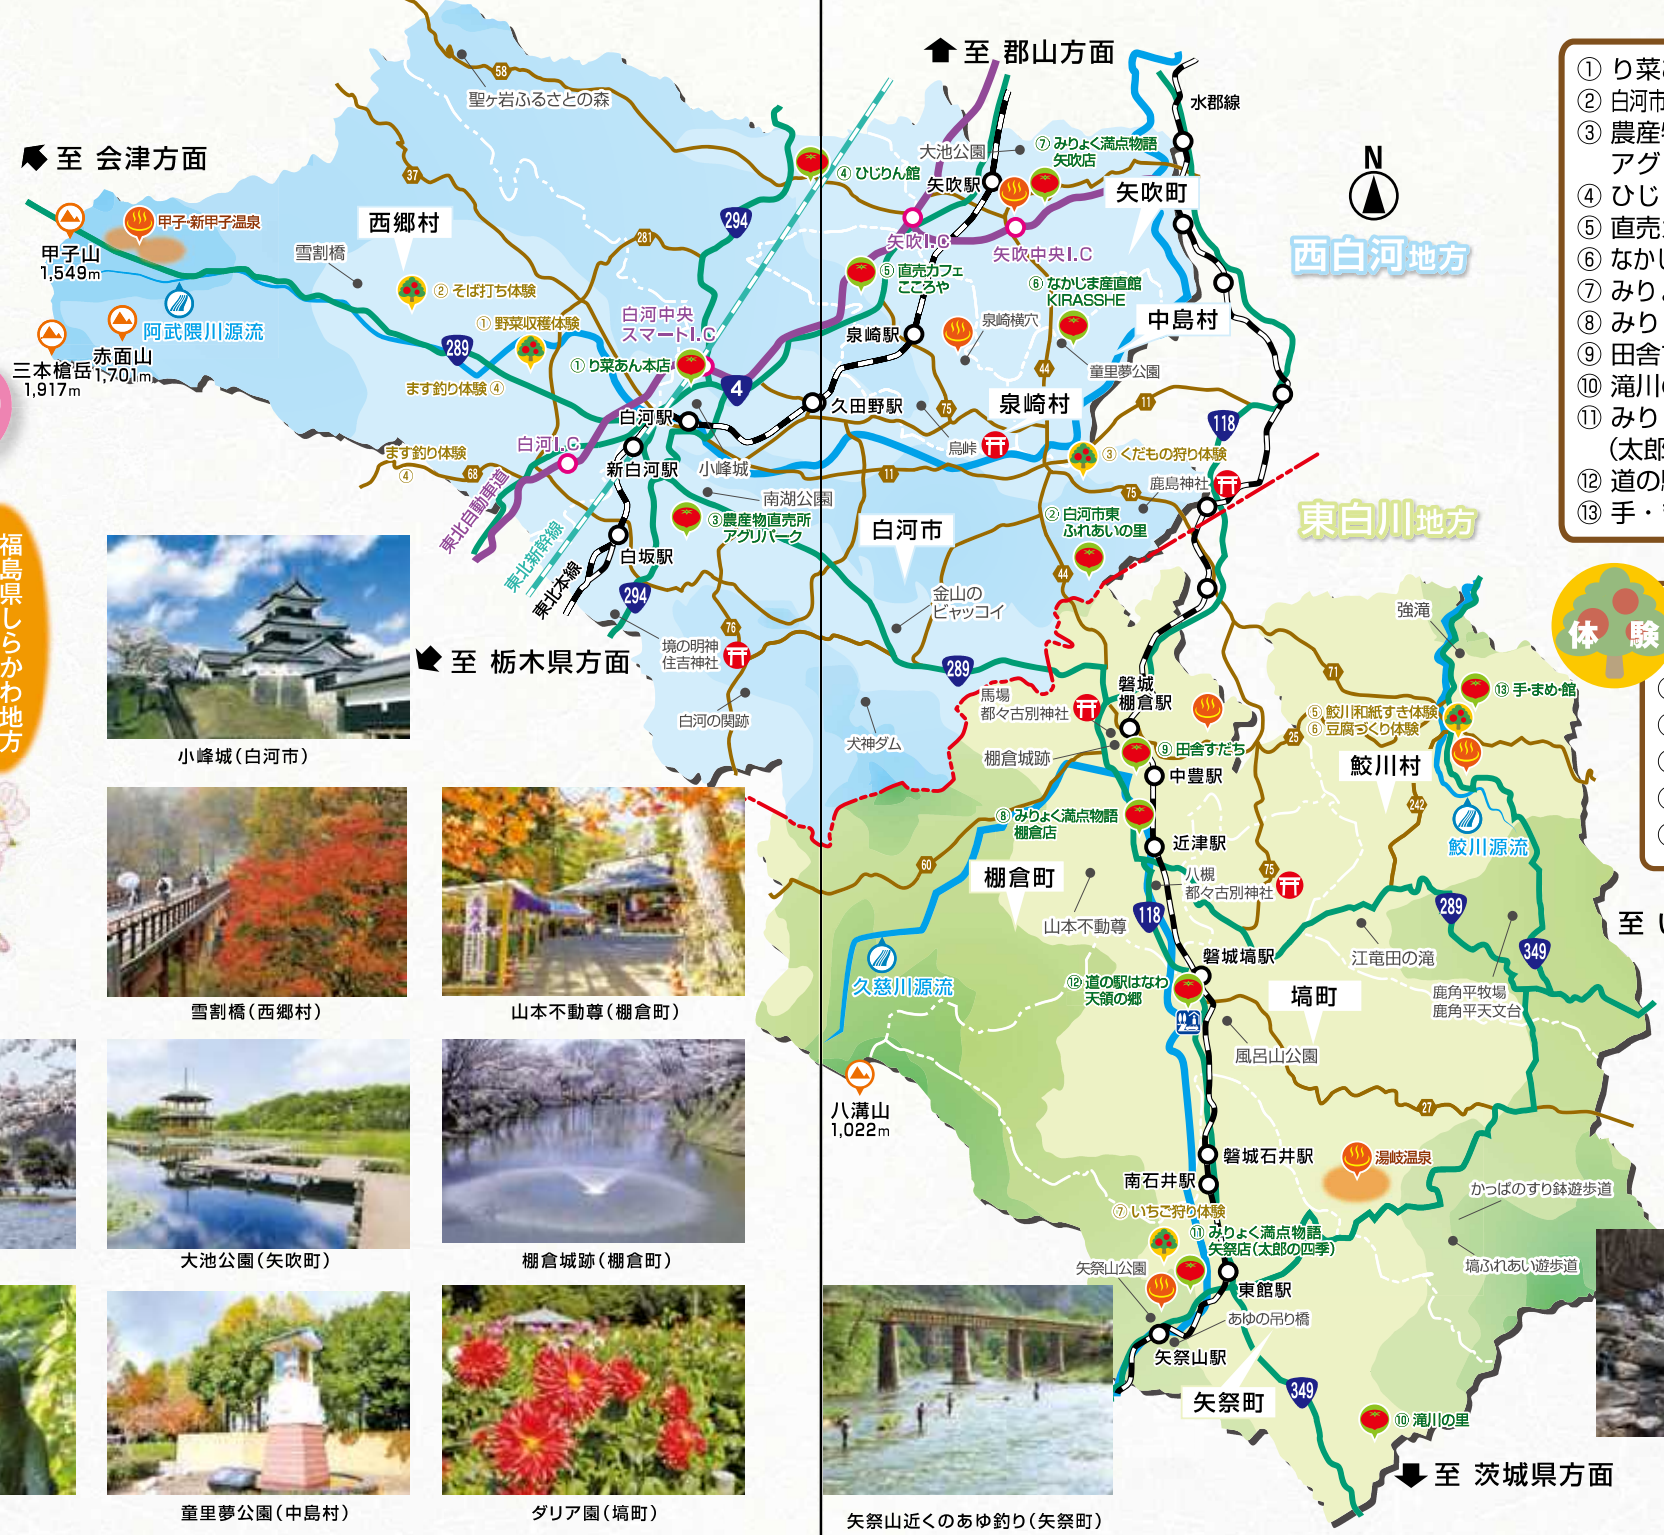 至 郡山方面
58
聖ヶ岩ふるさとの森
水郡線
至 会津方面
④ ひじりん館
大池公園
⑦ みりょく満点物語
矢吹店
矢吹駅
矢吹町
37
西郷村
294
甲子・新甲子温泉
甲子山
1,549m
雪割橋
281
矢吹I.C
矢吹中央I.C
西白河地方
N
② そば打ち体験
⑤ 直売カフェ
こころや
⑥ なかじま産直館
KIRASSHE
阿武隈川源流
① 野菜収穫体験
白河中央
スマートI.C
泉崎駅
泉崎横穴
中島村
289
赤面山
1,701m
三本槍岳
1,917m
① り菜あん本店
ます釣り体験 ④
44
童里夢公園
4
白河駅
久田野駅
75
泉崎村
11
118
白河I.C
烏峠
ます釣り体験
④
新白河駅
小峰城
③ くだもの狩り体験
68
11
75
鹿島神社
南湖公園
東北自動車道
③農産物直売所
アグリパーク
白河市
② 白河市東
ふれあいの里
東白川地方
東北新幹線
東北本線
白坂駅
294
44
金山の
ビャッコイ
強滝
76
境の明神
住吉神社
至 栃木県方面
289
71
白河の関跡
犬神ダム
馬場
都々古別神社
磐城
棚倉駅
⑬ 手・まめ・館
⑤ 鮫川和紙すき体験
⑥ 豆腐づくり体験
25
棚倉城跡
⑨ 田舎すだち
中豊駅
鮫川村
242
⑧ みりょく満点物語
棚倉店
近津駅
鮫川源流
60
棚倉町
八槻
都々古別神社
75
山本不動尊
118
289
349
江竜田の滝
久慈川源流
磐城塙駅
⑫ 道の駅はなわ
天領の郷
塙町
鹿角平牧場
鹿角平天文台
風呂山公園
八溝山
1,022m
27
磐城石井駅
南石井駅
湯岐温泉
かっぱのすり鉢遊歩道
⑦ いちご狩り体験
⑪ みりょく満点物語
矢祭店(太郎の四季)
矢祭山公園
塙ふれあい遊歩道
東館駅
あゆの吊り橋
矢祭山駅
矢祭町
349
⑩ 滝川の里
至 茨城県方面
福島県しらかわ地方
小峰城(白河市)
雪割橋(西郷村)
山本不動尊(棚倉町)
大池公園(矢吹町)
棚倉城跡(棚倉町)
童里夢公園(中島村)
ダリア園(塙町)
矢祭山近くのあゆ釣り(矢祭町)
① り菜
② 白河市
③ 農産
アグ
④ ひじ
⑤ 直売
⑥ なかじ
⑦ みり
⑧ みり
⑨ 田舎
⑩ 滝川の
⑪ みり
(太郎
⑫ 道の
⑬ 手・
体験
至